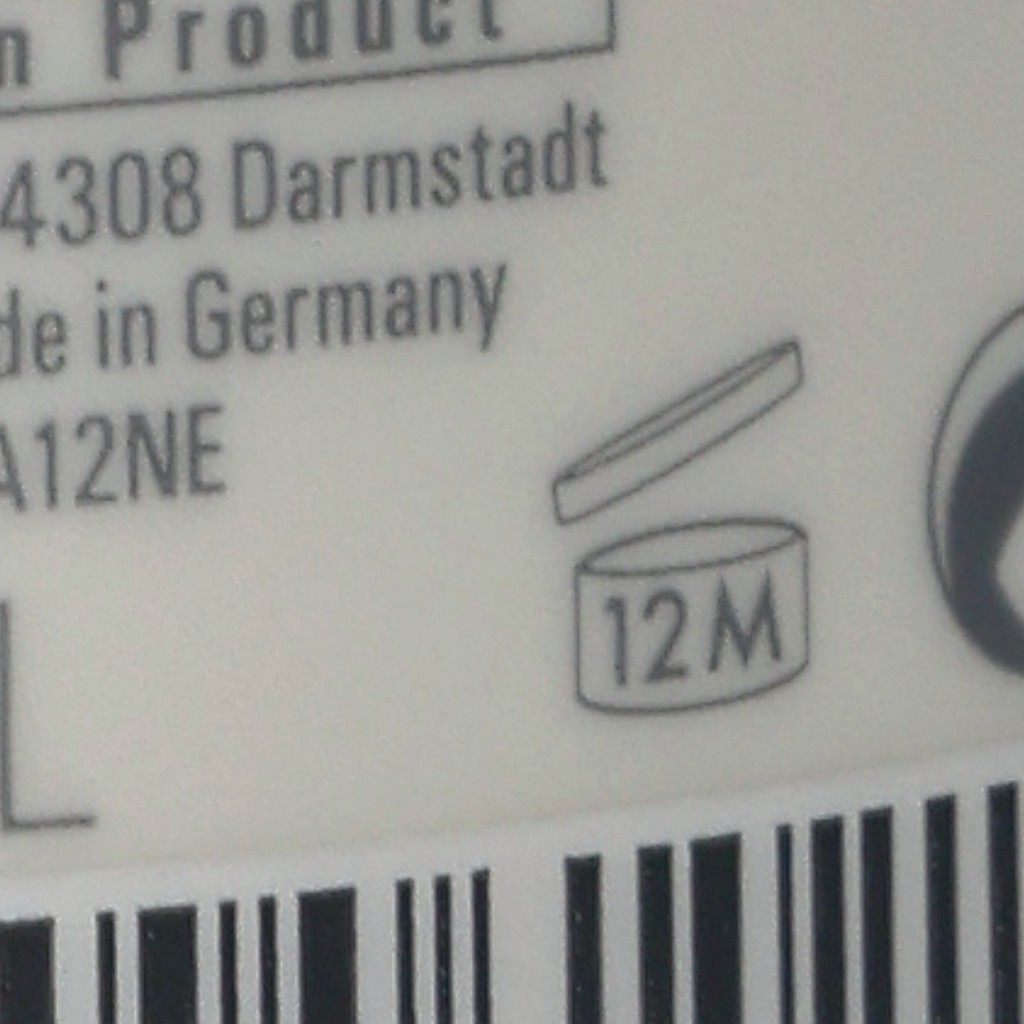 n Product
4308 Darmstadt
de in Germany
A12NE
12M
L